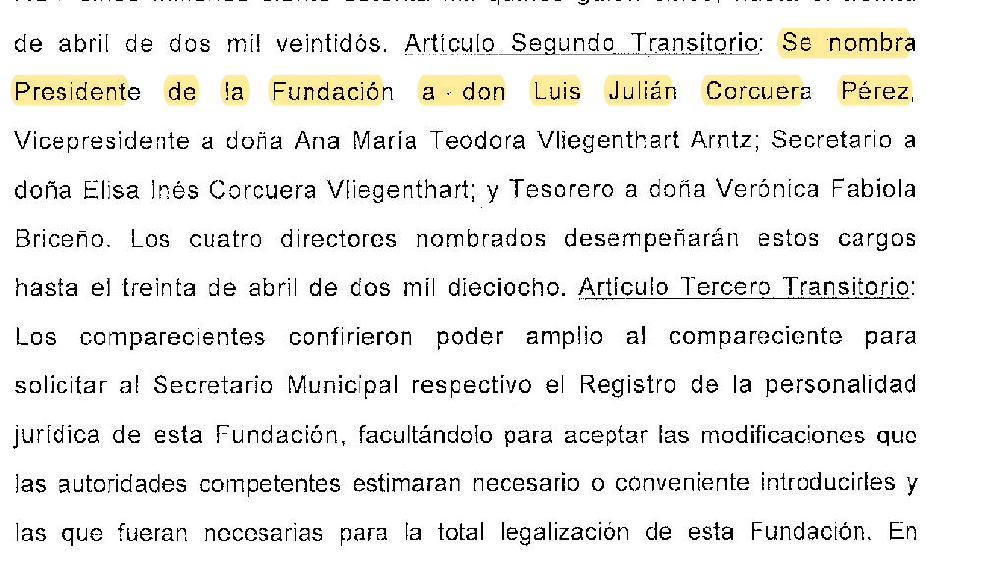 de abril de dos mil veintidós. Artículo Segundo Transitorio: Se nombra
Presidente de la Fundación a don Luis Julián Corcuera Pérez,
Vicepresidente a doña Ana María Teodora Vliegenthart Arntz; Secretario a
doña Elisa Inés Corcuera Vliegenthart; y Tesorero a doña Verónica Fabiola
Briceño. Los cuatro directores nombrados desempeñarán estos cargos
hasta el treinta de abril de dos mil dieciocho. Artículo Tercero Transitorio:
Los comparecientes confirieron poder amplio al compareciente para
solicitar al Secretario Municipal respectivo el Registro de la personalidad
jurídica de esta Fundación, facultándolo para aceptar las modificaciones que
las autoridades competentes estimaran necesario o conveniente introducirles y
las que fueran necesarias para la total legalización de esta Fundación. En